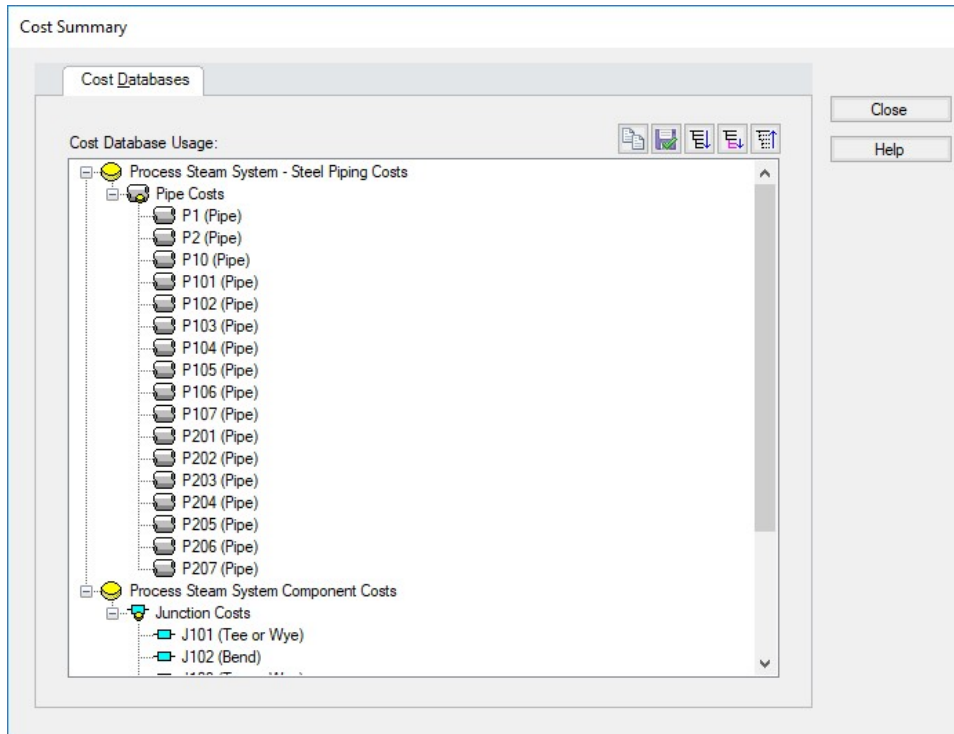 Cost Summary
Cost Databases
Close
Cost Database Usage:
Help
Process Steam System - Steel Piping Costs
Pipe Costs
P1 (Pipe)
P2 (Pipe)
P10 (Pipe)
P101 (Pipe)
P102 (Pipe)
P103 (Pipe)
P104 (Pipe)
P105 (Pipe)
P106 (Pipe)
P107 (Pipe)
P201 (Pipe)
P202 (Pipe)
P203 (Pipe)
P204 (Pipe)
P205 (Pipe)
P206 (Pipe)
P207 (Pipe)
Process Steam System Component Costs
Junction Costs
J101 (Tee or Wye)
J102 (Bend)